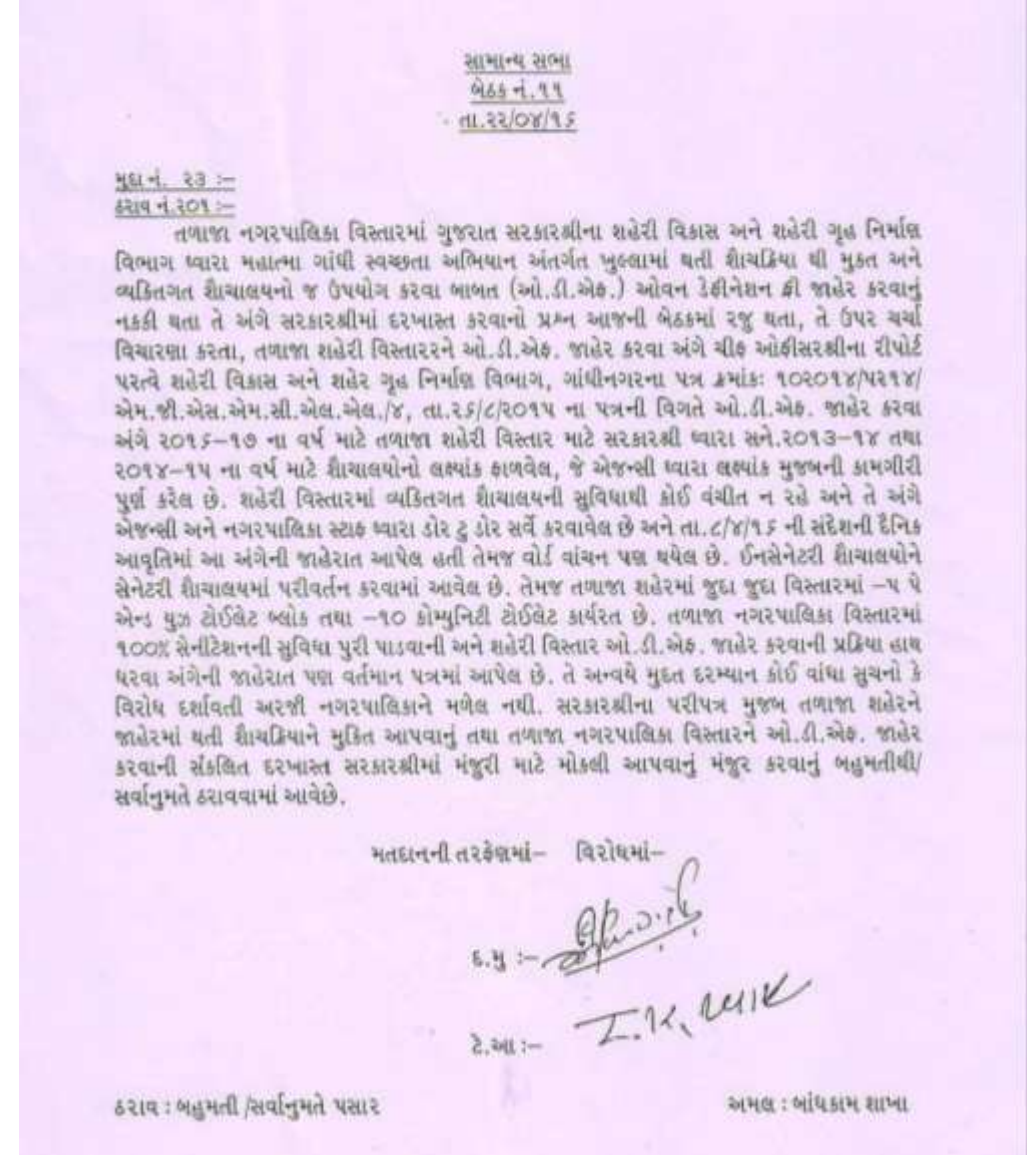 સામાન્ય સભા
બેઠક નં.૧૧
તા.૨૨/૦૪/૧૬
મુદ્દા નં. ૨૩ :–
ઠરાવ નં.૨૦૧ :–
તળાજા નગરપાલિકા વિસ્તારમાં ગુજરાત સરકારશ્રીના શહેરી વિકાસ અને શહેરી ગૃહ નિર્માણ
વિભાગ ધ્વારા મહાત્મા ગાંધી સ્વચ્છતા અભિયાન અંતર્ગત ખુલ્લામાં થતી શૈાચક્રિયા થી મુકત અને
વ્યકિતગત શૈાચાલયનો જ ઉપયોગ કરવા બાબત (ઓ.ડી.એફ.) ઓવન ડેફીનેશન ફ્રી જાહેર કરવાનું
નકકી થતા તે અંગે સરકારશ્રીમાં દરખાસ્ત કરવાનો પ્રશ્ન આજની બેઠકમાં રજુ થતા, તે ઉપર ચર્ચા
વિચારણા કરતા, તળાજા શહેરી વિસ્તારરને ઓ.ડી.એફ. જાહેર કરવા અંગે ચીફ ઓફીસરશ્રીના રીપોર્ટ
પરત્વે શહેરી વિકાસ અને શહેર ગૃહ નિર્માણ વિભાગ, ગાંધીનગરના પત્ર ક્રમાંકઃ ૧૦૨૦૧૪/૫૨૧૪/
એમ.જી.એસ.એમ.સી.એલ.એલ./૪, તા.૨૬/૮/૨૦૧૫ ના પત્રની વિગતે ઓ.ડી.એફ. જાહેર કરવા
અંગે ૨૦૧૬–૧૭ ના વર્ષ માટે તળાજા શહેરી વિસ્તાર માટે સરકારશ્રી ધ્વારા સને.૨૦૧૩–૧૪ તથા
૨૦૧૪–૧૫ ના વર્ષ માટે શૈાચાલયોનો લક્ષ્યાંક ફાળવેલ, જે એજન્સી ધ્વારા લક્ષ્યાંક મુજબની કામગીરી
પુર્ણ કરેલ છે. શહેરી વિસ્તારમાં વ્યકિતગત શૈાચાલયની સુવિધાથી કોઈ વંચીત ન રહે અને તે અંગે
એજન્સી અને નગરપાલિકા સ્ટાફ ધ્વારા ડોર ટુ ડોર સર્વે કરવાવેલ છે અને તા.૮/૪/૧૬ ની સંદેશની દૈનિક
આવૃતિમાં આ અંગેની જાહેરાત આપેલ હતી તેમજ વોર્ડ વાંચન પણ થયેલ છે. ઈનસેનેટરી શૈાચાલયોને
સેનેટરી શૈાચાલયમાં પરીવર્તન કરવામાં આવેલ છે. તેમજ તળાજા શહેરમાં જુદા જુદા વિસ્તારમાં –૫ પે
એન્ડ યુઝ ટોઈલેટ બ્લોક તથા –૧૦ કોમ્યુનિટી ટોઈલેટ કાર્યરત છે. તળાજા નગરપાલિકા વિસ્તારમાં
૧૦૦% સેનીટેશનની સુવિધા પુરી પાડવાની અને શહેરી વિસ્તાર ઓ.ડી.એફ. જાહેર કરવાની પ્રક્રિયા હાથ
ધરવા અંગેની જાહેરાત પણ વર્તમાન પત્રમાં આપેલ છે. તે અન્વયે મુદત દરમ્યાન કોઈ વાંધા સુચનો કે
વિરોધ દર્શાવતી અરજી નગરપાલિકાને મળેલ નથી. સરકારશ્રીના પરીપત્ર મુજબ તળાજા શહેરને
જાહેરમાં થતી શૈાચક્રિયાને મુકિત આપવાનું તથા તળાજા નગરપાલિકા વિસ્તારને ઓ.ડી.એફ. જાહેર
કરવાની સંકલિત દરખાસ્ત સરકારશ્રીમાં મંજુરી માટે મોકલી આપવાનું મંજુર કરવાનું બહુમતીથી/
સર્વાનુમતે ઠરાવવામાં આવેછે.
મતદાનની તરફેણમાં– વિરોધમાં–
દ.મુ :–
ટે.આ :– I.K.
ઠરાવ : બહુમતી /સર્વાનુમતે પસાર
અમલ : બાંધકામ શાખા